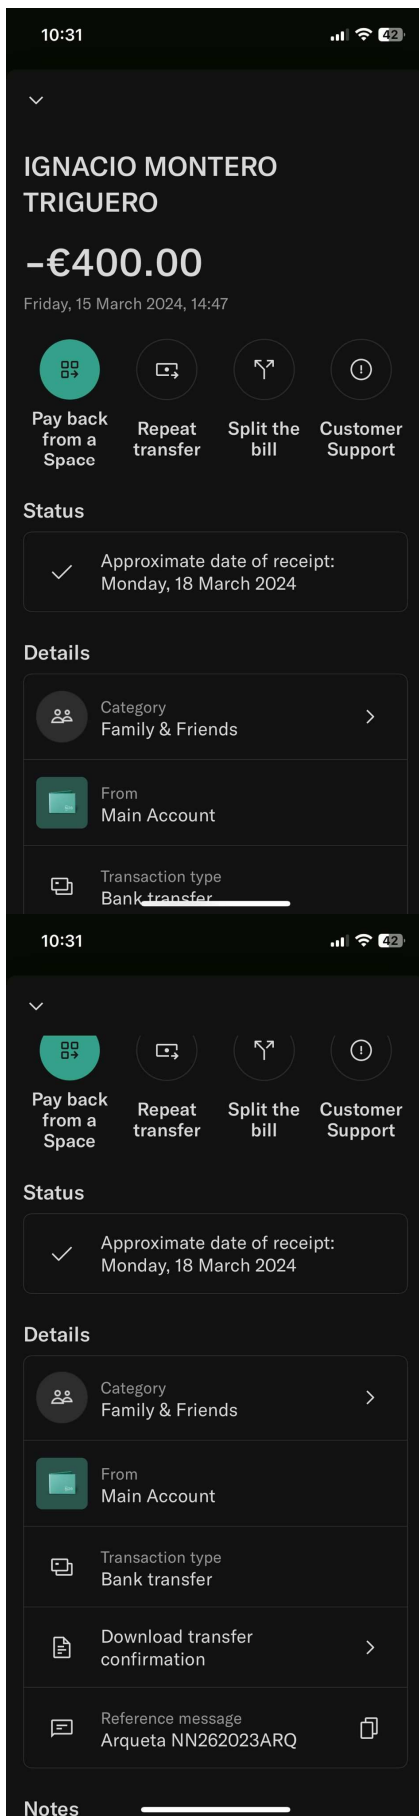 10:31
42
IGNACIO MONTERO
TRIGUERO
-€400.00
Friday, 15 March 2024, 14:47
Pay back
from a
Space
Repeat
transfer
Split the
bill
Customer
Support
Status
Approximate date of receipt:
Monday, 18 March 2024
Details
Category
Family & Friends
From
Main Account
Transaction type
Bank transfer
10:31
42
Pay back
from a
Space
Repeat
transfer
Split the
bill
Customer
Support
Status
Approximate date of receipt:
Monday, 18 March 2024
Details
Category
Family & Friends
From
Main Account
Transaction type
Bank transfer
Download transfer
confirmation
Reference message
Arqueta NN262023ARQ
Notes